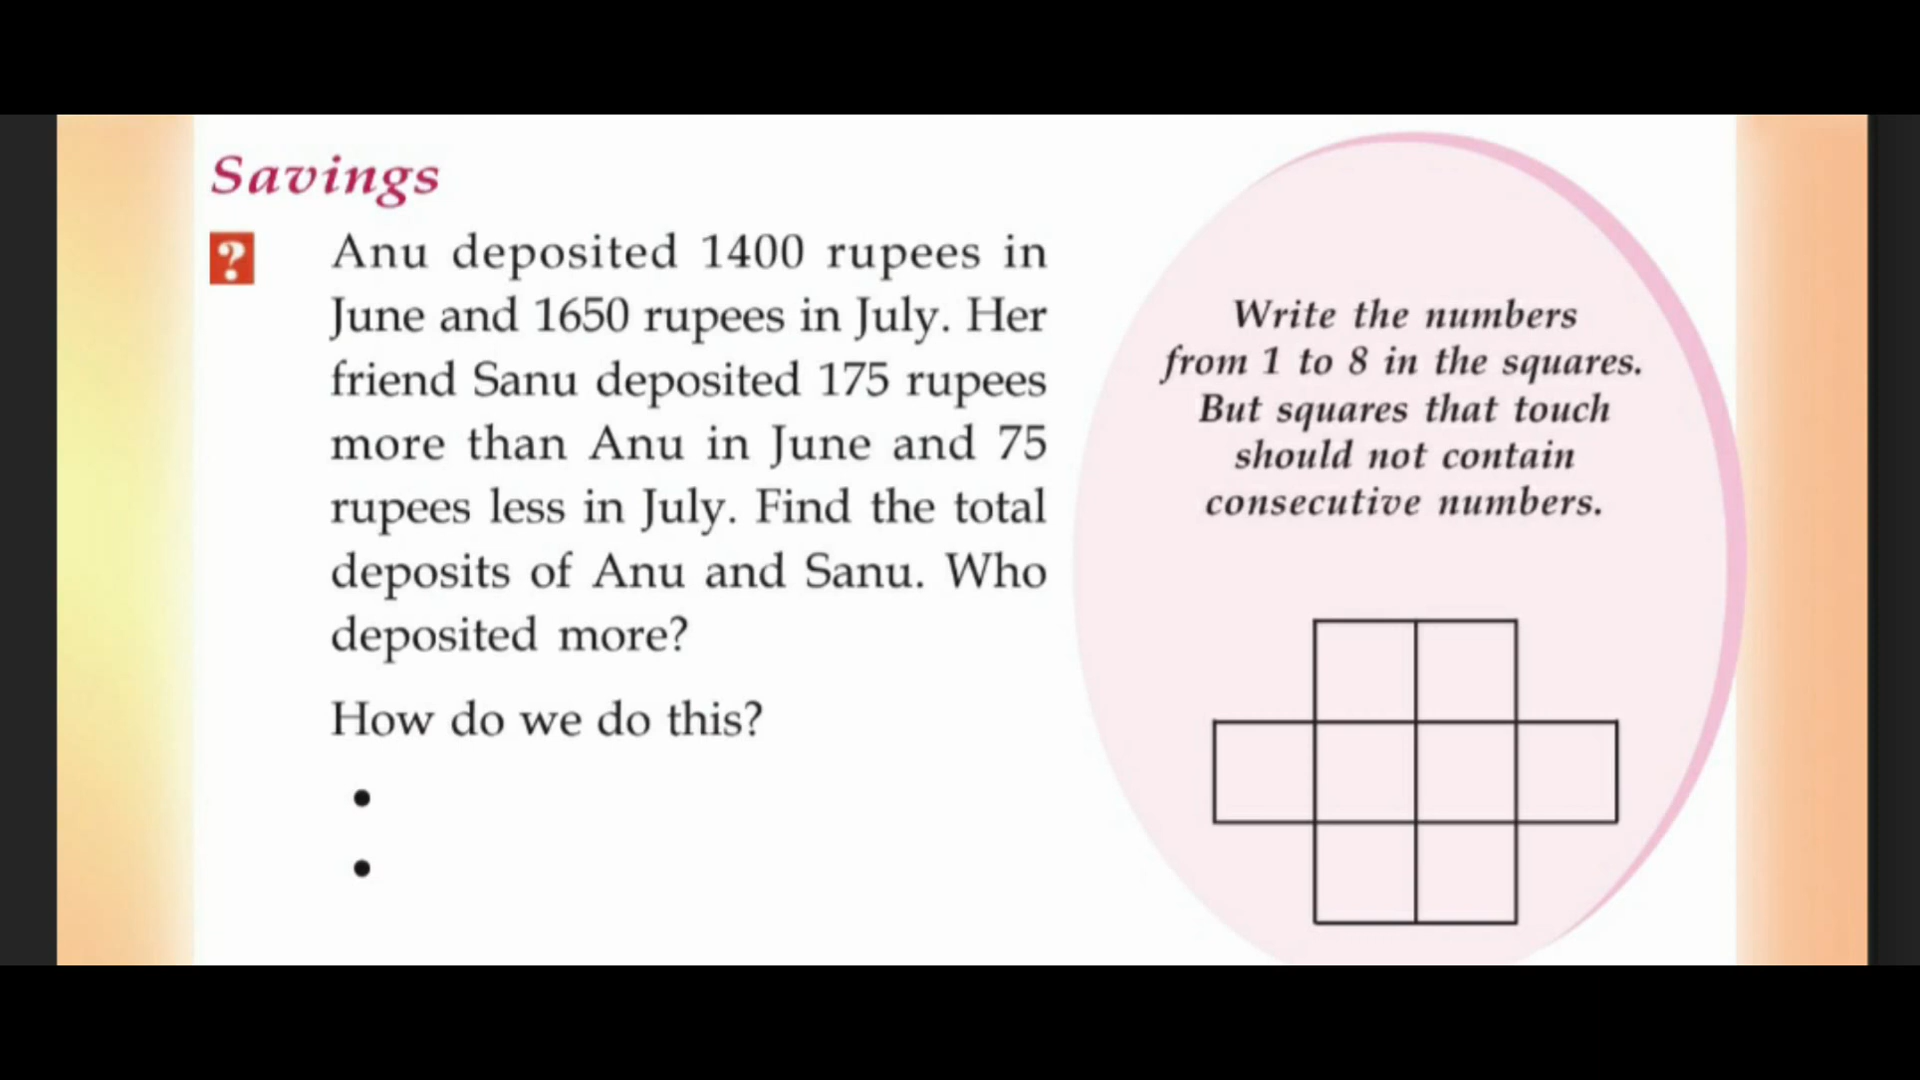 Savings
? Anu deposited 1400 rupees in
June and 1650 rupees in July. Her
friend Sanu deposited 175 rupees
more than Anu in June and 75
rupees less in July. Find the total
deposits of Anu and Sanu. Who
deposited more?
How do we do this?
•
•
Write the numbers
from 1 to 8 in the squares.
But squares that touch
should not contain
consecutive numbers.